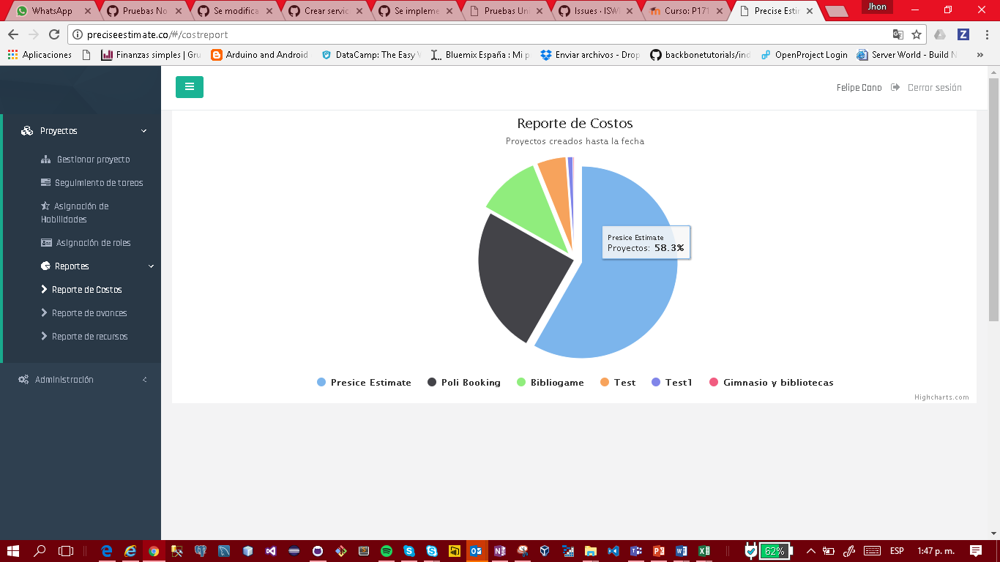 WhatsApp
Pruebas No
Se modifica
Crear servic
Se impleme
Pruebas Uni
Issues · ISW
Curso: P171
Precise Estim
Jhon
preciseestimate.co/#/costreport
Aplicaciones
Finanzas simples | Gru
Arduino and Android
DataCamp: The Easy V
Bluemix España : Mi p
Enviar archivos - Drop
backbonetutorials/ind
OpenProject Login
Server World - Build N
»
Felipe Cano
Cerrar sesión
Proyectos
Gestionar proyecto
Seguimiento de tareas
Asignación de
Habilidades
Asignación de roles
Reportes
Reporte de Costos
Reporte de avances
Reporte de recursos
Administración
Reporte de Costos
Proyectos creados hasta la fecha
Presice Estimate
Proyectos: 58.3%
Presice Estimate
Poli Booking
Bibliogame
Test
Test1
Gimnasio y bibliotecas
Highcharts.com
62%
ESP
1:47 p. m.